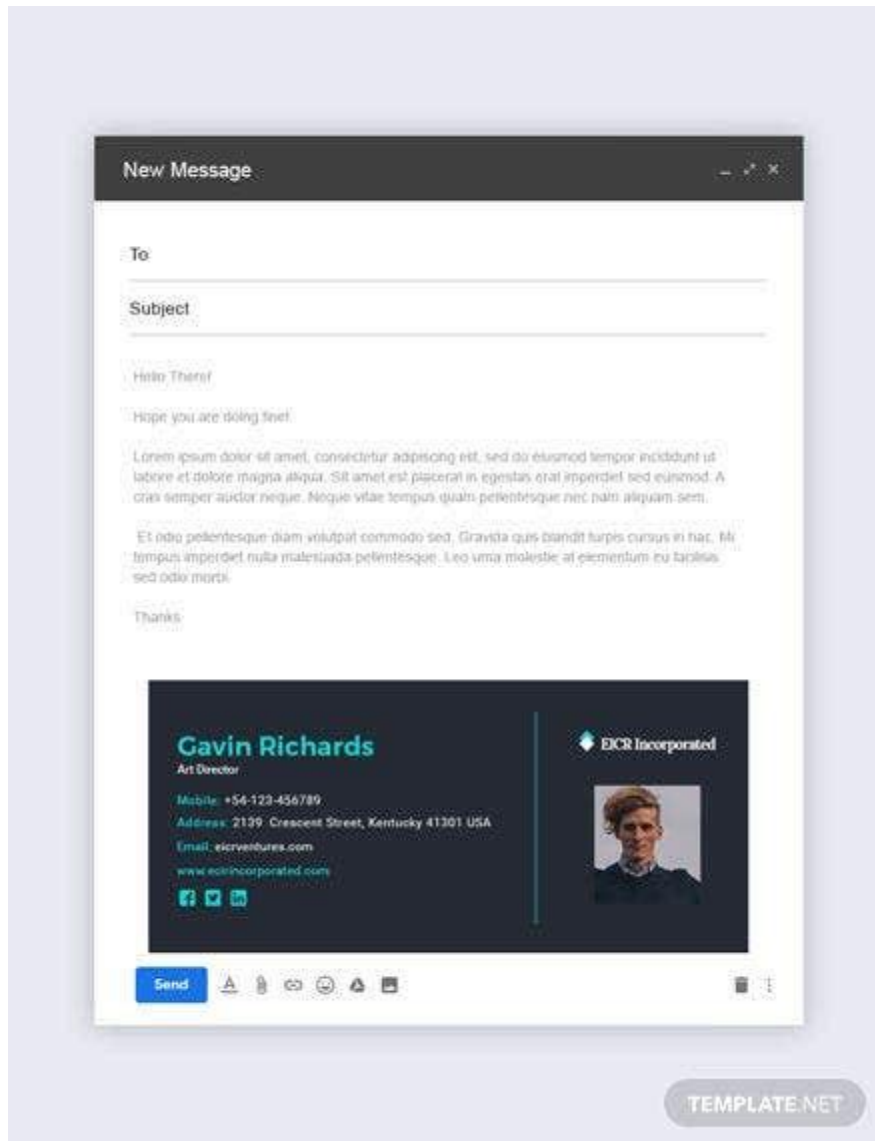 New Message
To
Subject
Hello There!
Hope you are doing fine!
Lorem ipsum dolor sit amet, consectetur adipiscing elit, sed do eiusmod tempor incididunt ut
labore et dolore magna aliqua. Sit amet est placerat in egestas erat imperdiet sed euismod. A
cras semper auctor neque. Neque vitae tempus quam pellentesque nec nam aliquam sem.
Et odio pellentesque diam volutpat commodo sed. Gravida quis blandit turpis cursus in hac. Mi
tempus imperdiet nulla malesuada pellentesque. Leo urna molestie at elementum eu facilisis
sed odio morbi.
Thanks
Gavin Richards
Art Director
Mobile: +54-123-456789
Address: 2139 Crescent Street, Kentucky 41301 USA
Email: eicrventures.com
EICR Incorporated
Send
TEMPLATE.NET